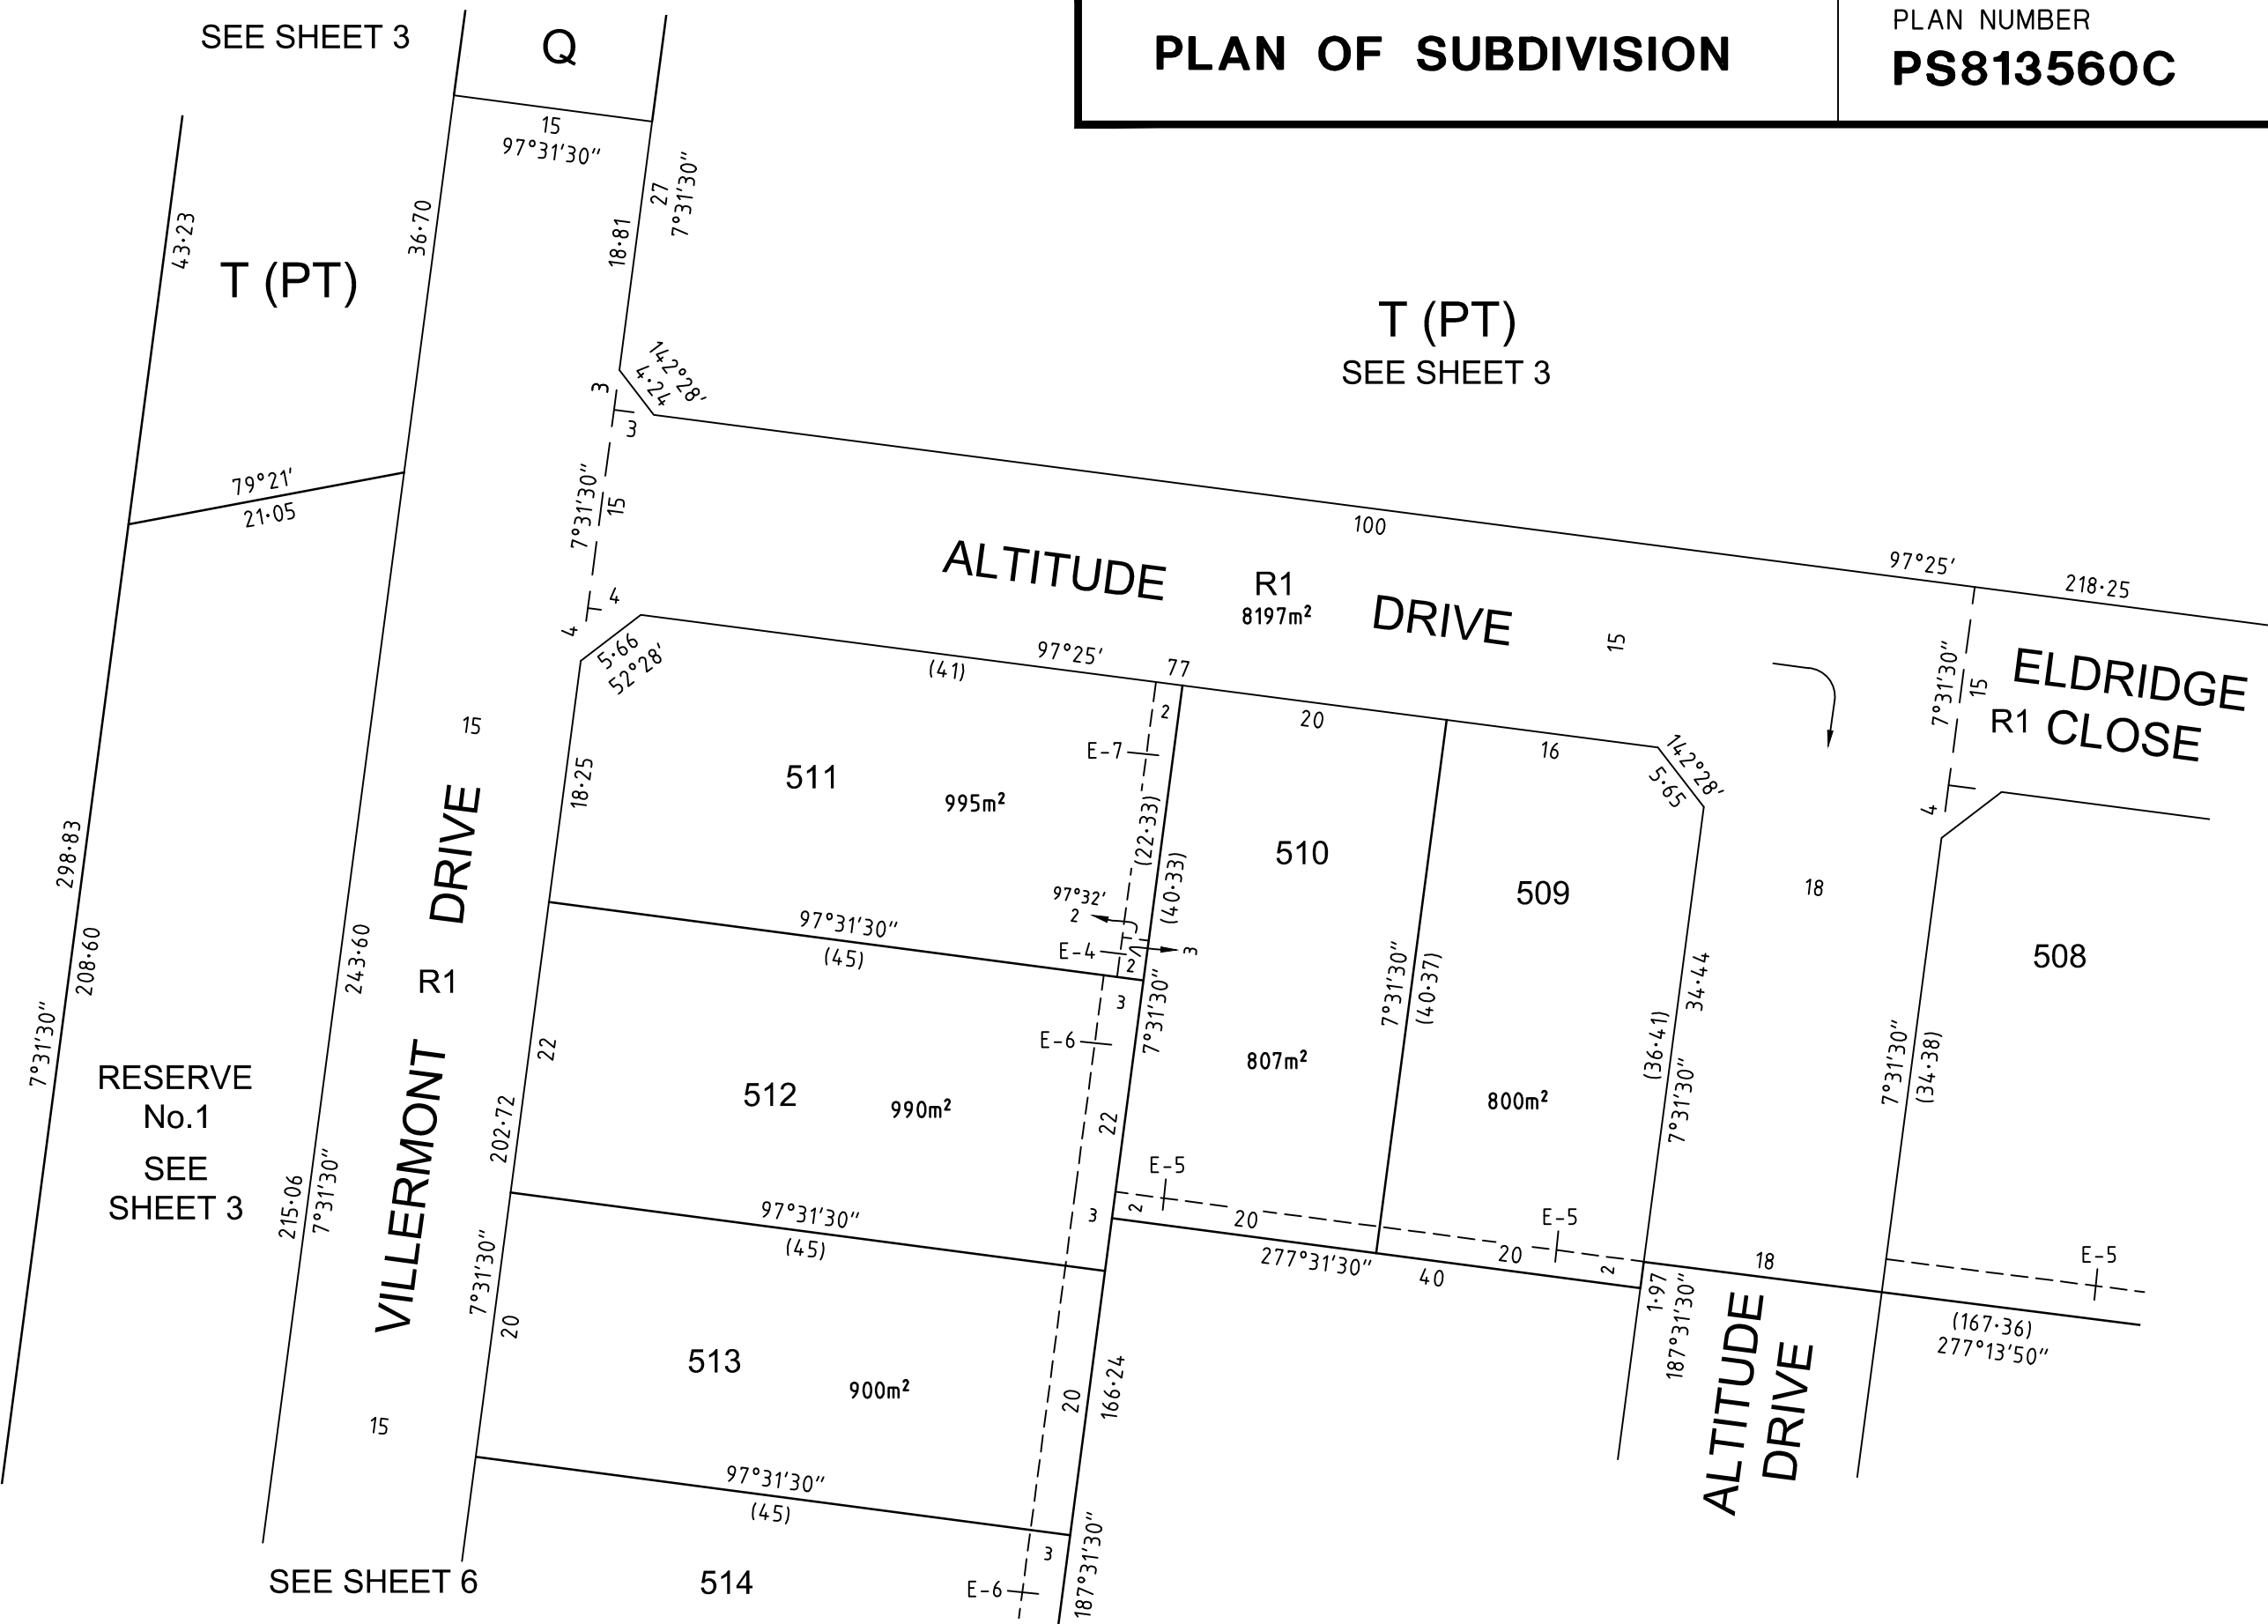 SEE SHEET 3
Q
PLAN OF SUBDIVISION
PLAN NUMBER
PS813560C
15
97°31'30"
27
7°31'30"
18·81
36·70
43·23
T (PT)
T (PT)
SEE SHEET 3
142°28'
4·24
3
3
79°21'
21·05
7°31'30"
15
4
4
100
97°25'
218·25
ALTITUDE DRIVE
R1
8197m²
15
ELDRIDGE
R1 CLOSE
7°31'30"
15
4
5·66
52°28'
(41)
97°25'
77
2
20
16
142°28'
5·65
E-7
15
18·25
511
995m²
(22·33)
(40·33)
510
509
18
508
97°32'
2
3
E-4
2
97°31'30"
(45)
3
7°31'30"
7°31'30"
(40·37)
34·44
(36·41)
7°31'30"
7°31'30"
(34·38)
298·83
208·60
7°31'30"
243·60
VILLERMONT DRIVE
R1
22
E-6
512
990m²
807m²
800m²
22
202·72
RESERVE
No.1
SEE
SHEET 3
215·06
7°31'30"
97°31'30"
(45)
3
E-5
2
20
277°31'30"
40
E-5
20
2
18
E-5
1·97
187°31'30"
ALTITUDE
DRIVE
(167·36)
277°13'50"
7°31'30"
20
513
900m²
20
166·24
15
97°31'30"
(45)
3
187°31'30"
SEE SHEET 6
514
E-6